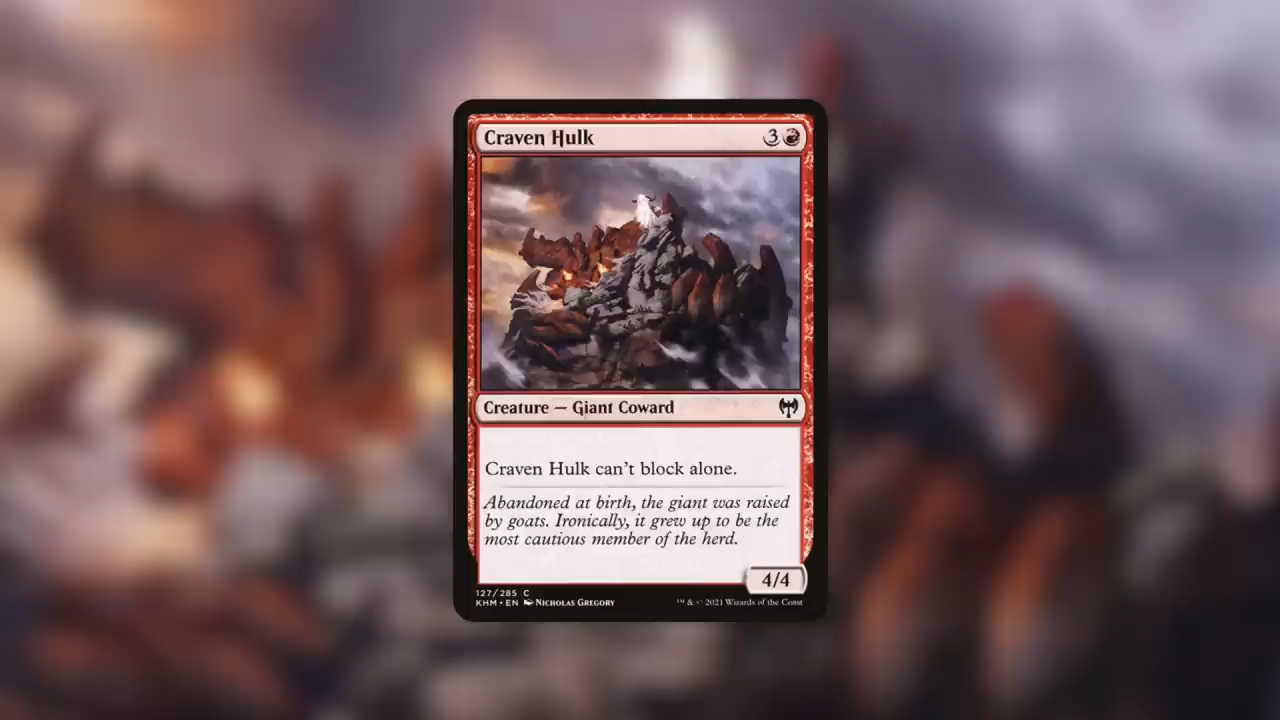 Craven Hulk 3
Creature — Giant Coward
Craven Hulk can't block alone.
Abandoned at birth, the giant was raised
by goats. Ironically, it grew up to be the
most cautious member of the herd.
4/4
127/285 C
KHM • EN Nicholas Gregory ™ & © 2021 Wizards of the Coast